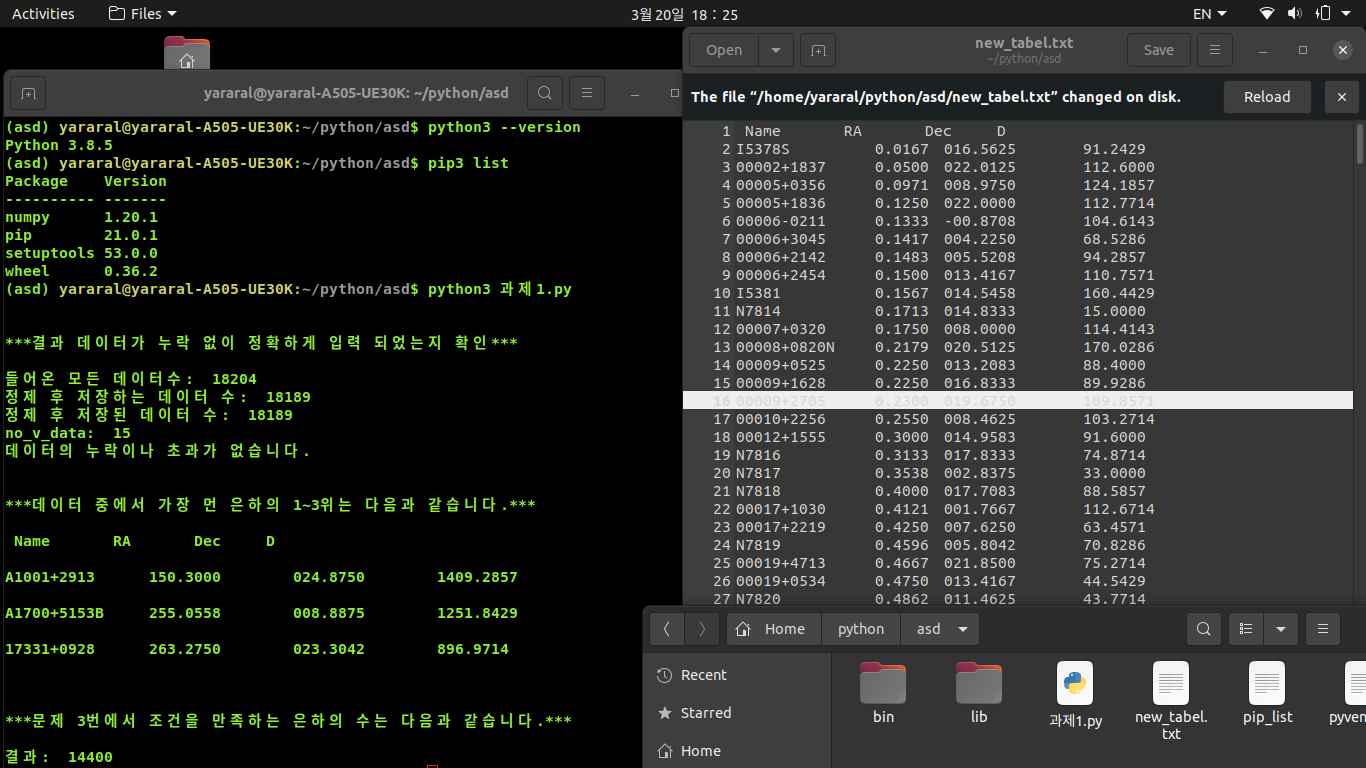 Activities Files 3월 20일 18 : 25 EN
yararal@yararal-A505-UE30K: ~/python/asd
(asd) yararal@yararal-A505-UE30K:~/python/asd$ python3 --version
Python 3.8.5
(asd) yararal@yararal-A505-UE30K:~/python/asd$ pip3 list
Package Version
---------- -------
numpy 1.20.1
pip 21.0.1
setuptools 53.0.0
wheel 0.36.2
(asd) yararal@yararal-A505-UE30K:~/python/asd$ python3 과제1.py
***결과 데이터가 누락 없이 정확하게 입력 되었는지 확인***
들어온 모든 데이터수: 18204
정제 후 저장하는 데이터 수: 18189
정제 후 저장된 데이터 수: 18189
no_v_data: 15
데이터의 누락이나 초과가 없습니다.
***데이터 중에서 가장 먼 은하의 1~3위는 다음과 같습니다.***
Name RA Dec D
A1001+2913 150.3000 024.8750 1409.2857
A1700+5153B 255.0558 008.8875 1251.8429
17331+0928 263.2750 023.3042 896.9714
***문제 3번에서 조건을 만족하는 은하의 수는 다음과 같습니다.***
결과: 14400
Open new_tabel.txt Save
~/python/asd
The file “/home/yararal/python/asd/new_tabel.txt” changed on disk. Reload
1 Name RA Dec D
2 I5378S 0.0167 016.5625 91.2429
3 00002+1837 0.0500 022.0125 112.6000
4 00005+0356 0.0971 008.9750 124.1857
5 00005+1836 0.1250 022.0000 112.7714
6 00006-0211 0.1333 -00.8708 104.6143
7 00006+3045 0.1417 004.2250 68.5286
8 00006+2142 0.1483 005.5208 94.2857
9 00006+2454 0.1500 013.4167 110.7571
10 I5381 0.1567 014.5458 160.4429
11 N7814 0.1713 014.8333 15.0000
12 00007+0320 0.1750 008.0000 114.4143
13 00008+0820N 0.2179 020.5125 170.0286
14 00009+0525 0.2250 013.2083 88.4000
15 00009+1628 0.2250 016.8333 89.9286
16 00009+2705 0.2300 019.6750 109.8571
17 00010+2256 0.2550 008.4625 103.2714
18 00012+1555 0.3000 014.9583 91.6000
19 N7816 0.3133 017.8333 74.8714
20 N7817 0.3538 002.8375 33.0000
21 N7818 0.4000 017.7083 88.5857
22 00017+1030 0.4121 001.7667 112.6714
23 00017+2219 0.4250 007.6250 63.4571
24 N7819 0.4596 005.8042 70.8286
25 00019+4713 0.4667 021.8500 75.2714
26 00019+0534 0.4750 013.4167 44.5429
27 N7820 0.4862 011.4625 43.7714
Home python asd
Recent
Starred
Home
bin lib 과제1.py new_tabel.txt pip_list pyven